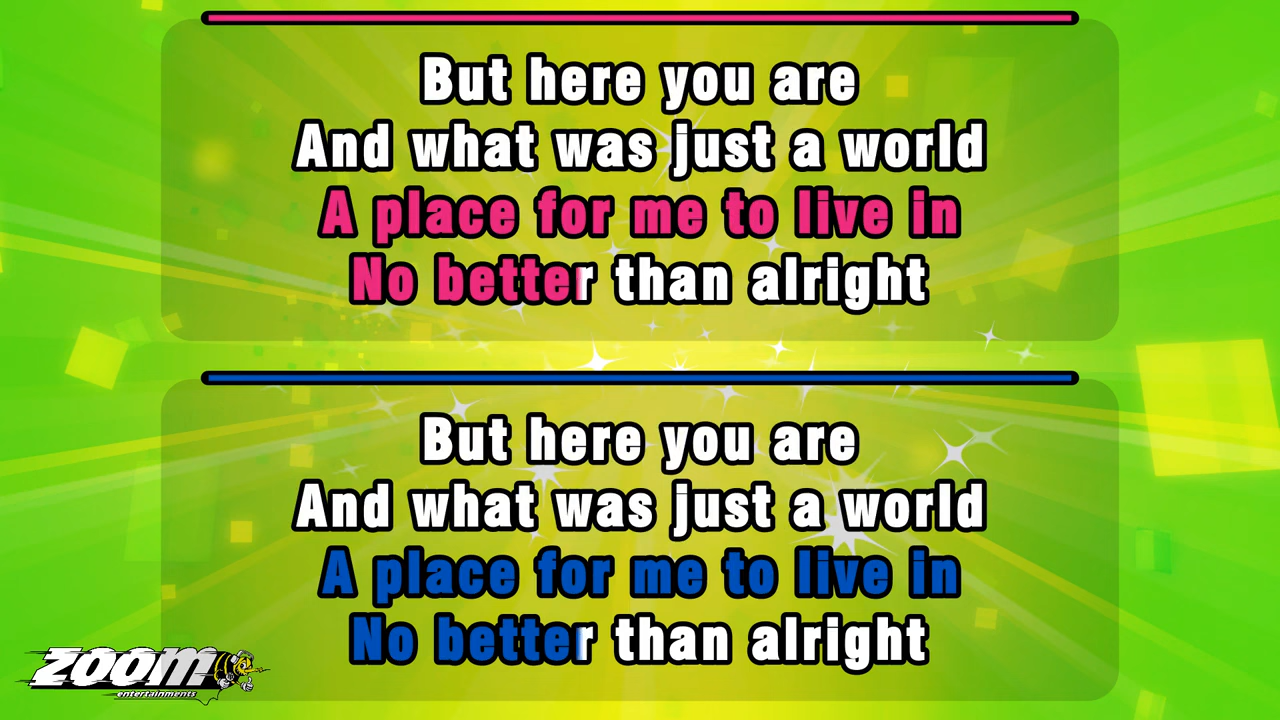 But here you are
And what was just a world
A place for me to live in
No better than alright
But here you are
And what was just a world
A place for me to live in
No better than alright
zoom
entertainments